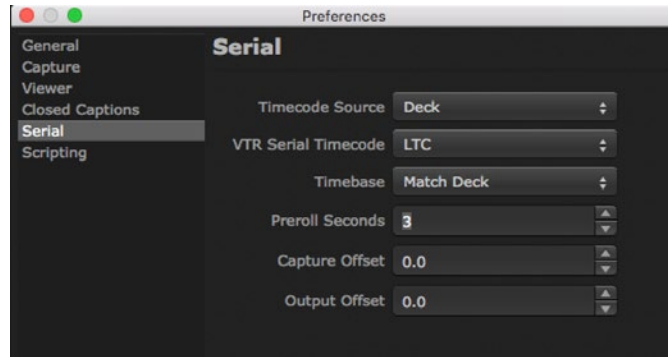 Preferences
General
Capture
Viewer
Closed Captions
Serial
Scripting
Serial
Timecode Source Deck
VTR Serial Timecode LTC
Timebase Match Deck
Preroll Seconds 3
Capture Offset 0.0
Output Offset 0.0